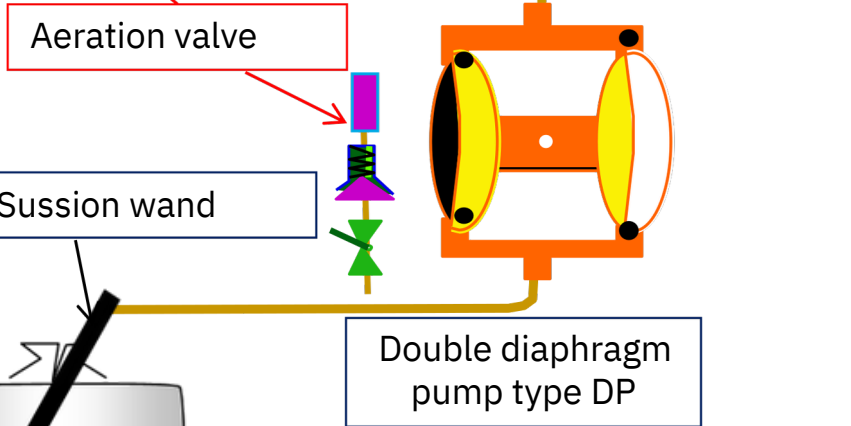 Aeration valve
Sussion wand
Double diaphragm
pump type DP